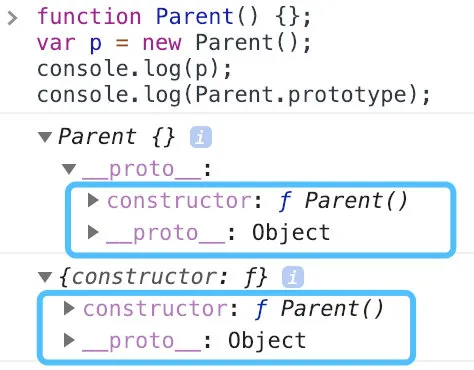 > function Parent() {};
var p = new Parent();
console.log(p);
console.log(Parent.prototype);
▼Parent {} i
▼__proto__:
▶constructor: ƒ Parent()
▶__proto__: Object
▼{constructor: ƒ} i
▶constructor: ƒ Parent()
▶__proto__: Object